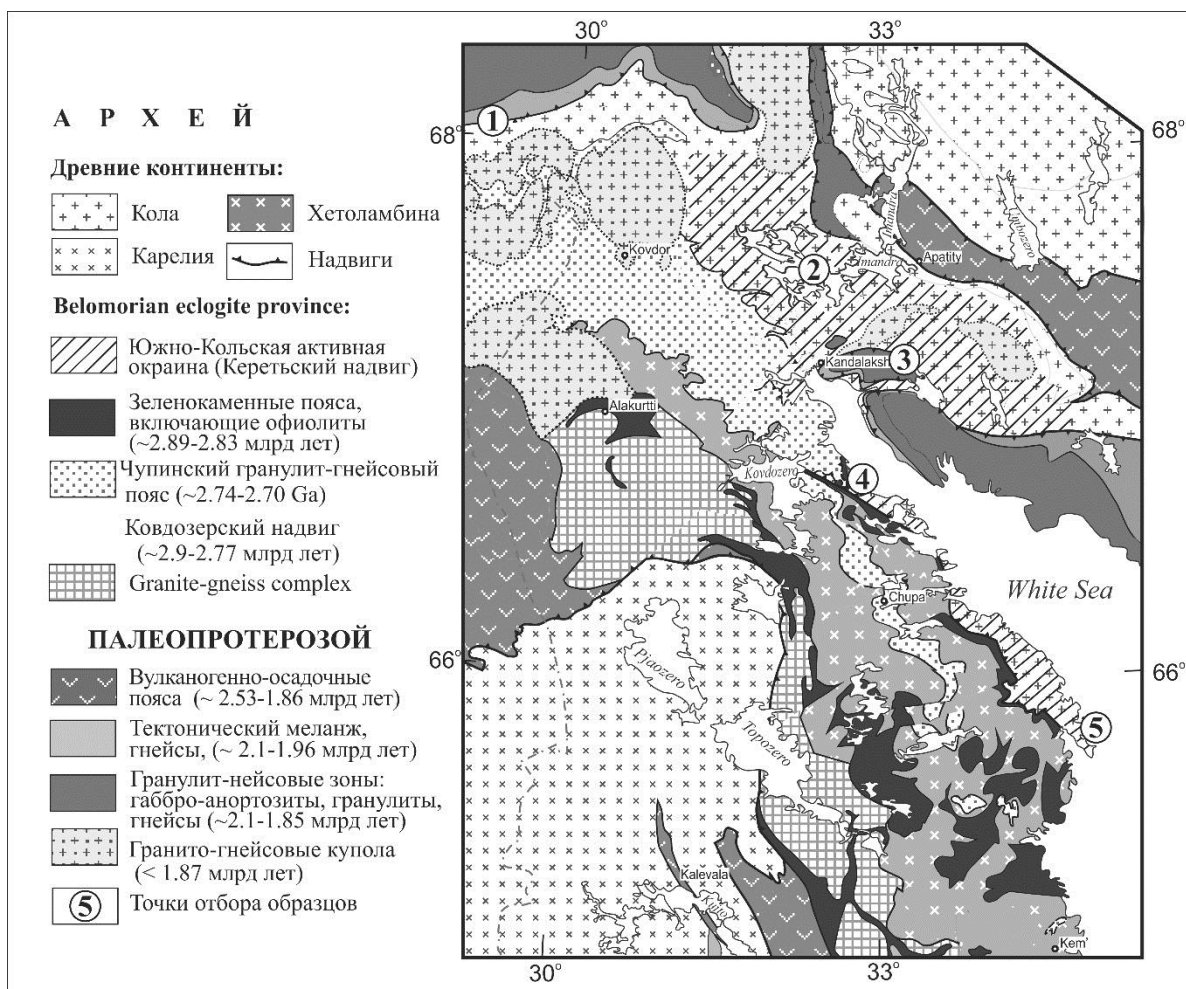 А Р Х Е Й
Древние континенты:
Кола
Хетоламбина
Карелия
Надвиги
Belomorian eclogite province:
Южно-Кольская активная
окраина (Керетьский надвиг)
Зеленокаменные пояса,
включающие офиолиты
(~2.89-2.83 млрд лет)
Чупинский гранулит-гнейсовый
пояс (~2.74-2.70 Ga)
Ковдозерский надвиг
(~2.9-2.77 млрд лет)
Granite-gneiss complex
ПАЛЕОПРОТЕРОЗОЙ
Вулканогенно-осадочные
пояса (~ 2.53-1.86 млрд лет)
Тектонический меланж,
гнейсы, (~ 2.1-1.96 млрд лет)
Гранулит-нейсовые зоны:
габбро-анортозиты, гранулиты,
гнейсы (~2.1-1.85 млрд лет)
Гранито-гнейсовые купола
(< 1.87 млрд лет)
5 Точки отбора образцов
30° 33°
68° 68°
1
Kovdor
2
Imandra
Apatity
Kandalaksh
3
Alakurtti
Kovdozero
4
White Sea
Chupa
66° 66°
Pjaozero
Topozero
5
Kalevala
Kuito
Kem'
30° 33°